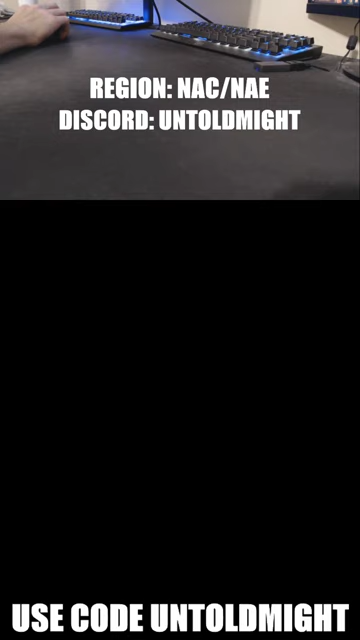 REGION: NAC/NAE
DISCORD: UNTOLDMIGHT
USE CODE UNTOLDMIGHT